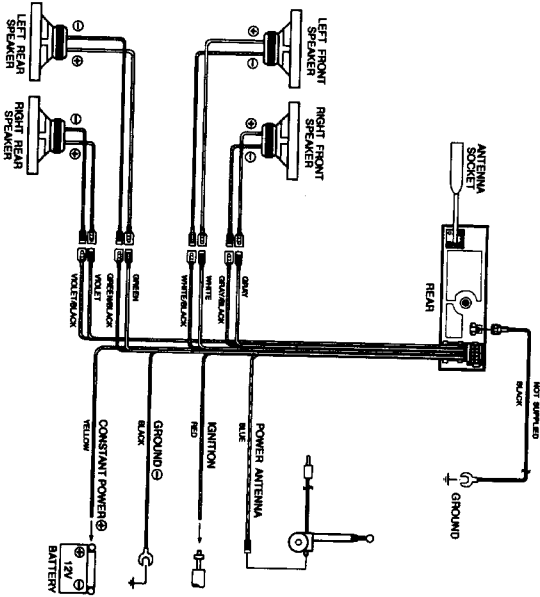 NOT SUPPLIED
BLACK
ANTENNA
SOCKET
GROUND
REAR
LEFT FRONT
SPEAKER
⊕
⊖
RIGHT FRONT
SPEAKER
⊕
⊖
GRAY
GRAY/BLACK
WHITE
WHITE/BLACK
POWER ANTENNA
BLUE
IGNITION
RED
GROUND ⊖
BLACK
CONSTANT POWER ⊕
YELLOW
GREEN
GREEN/BLACK
VIOLET
VIOLET/BLACK
LEFT REAR
SPEAKER
⊖
⊕
RIGHT REAR
SPEAKER
⊖
⊕
⊕ ⊖
12V
BATTERY